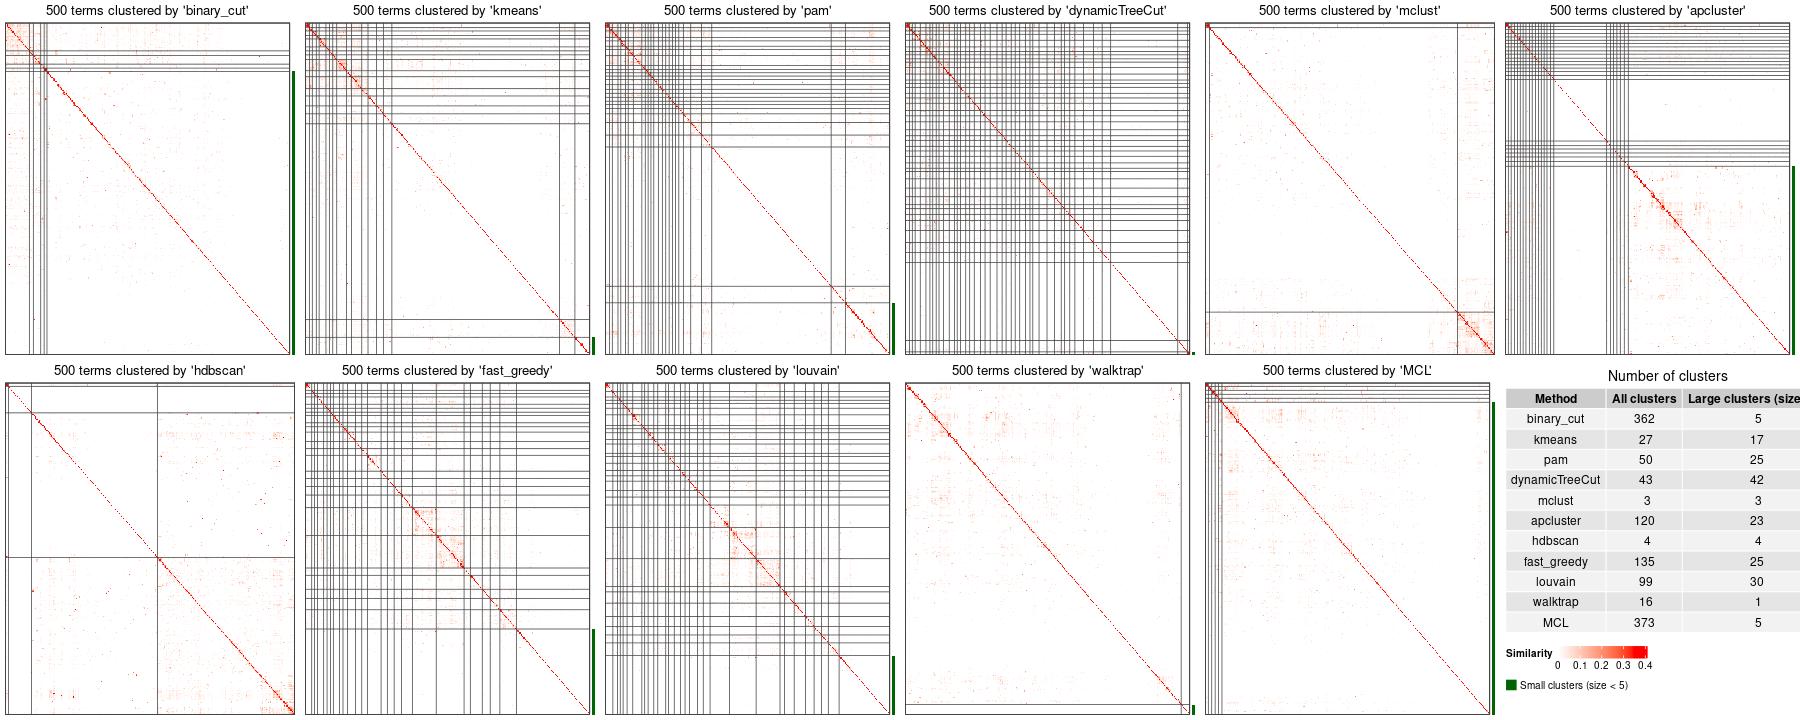 500 terms clustered by 'binary_cut'
500 terms clustered by 'kmeans'
500 terms clustered by 'pam'
500 terms clustered by 'dynamicTreeCut'
500 terms clustered by 'mclust'
500 terms clustered by 'apcluster'
500 terms clustered by 'hdbscan'
500 terms clustered by 'fast_greedy'
500 terms clustered by 'louvain'
500 terms clustered by 'walktrap'
500 terms clustered by 'MCL'
Number of clusters
Method All clusters Large clusters (size
binary_cut 362 5
kmeans 27 17
pam 50 25
dynamicTreeCut 43 42
mclust 3 3
apcluster 120 23
hdbscan 4 4
fast_greedy 135 25
louvain 99 30
walktrap 16 1
MCL 373 5
Similarity
0 0.1 0.2 0.3 0.4
Small clusters (size < 5)